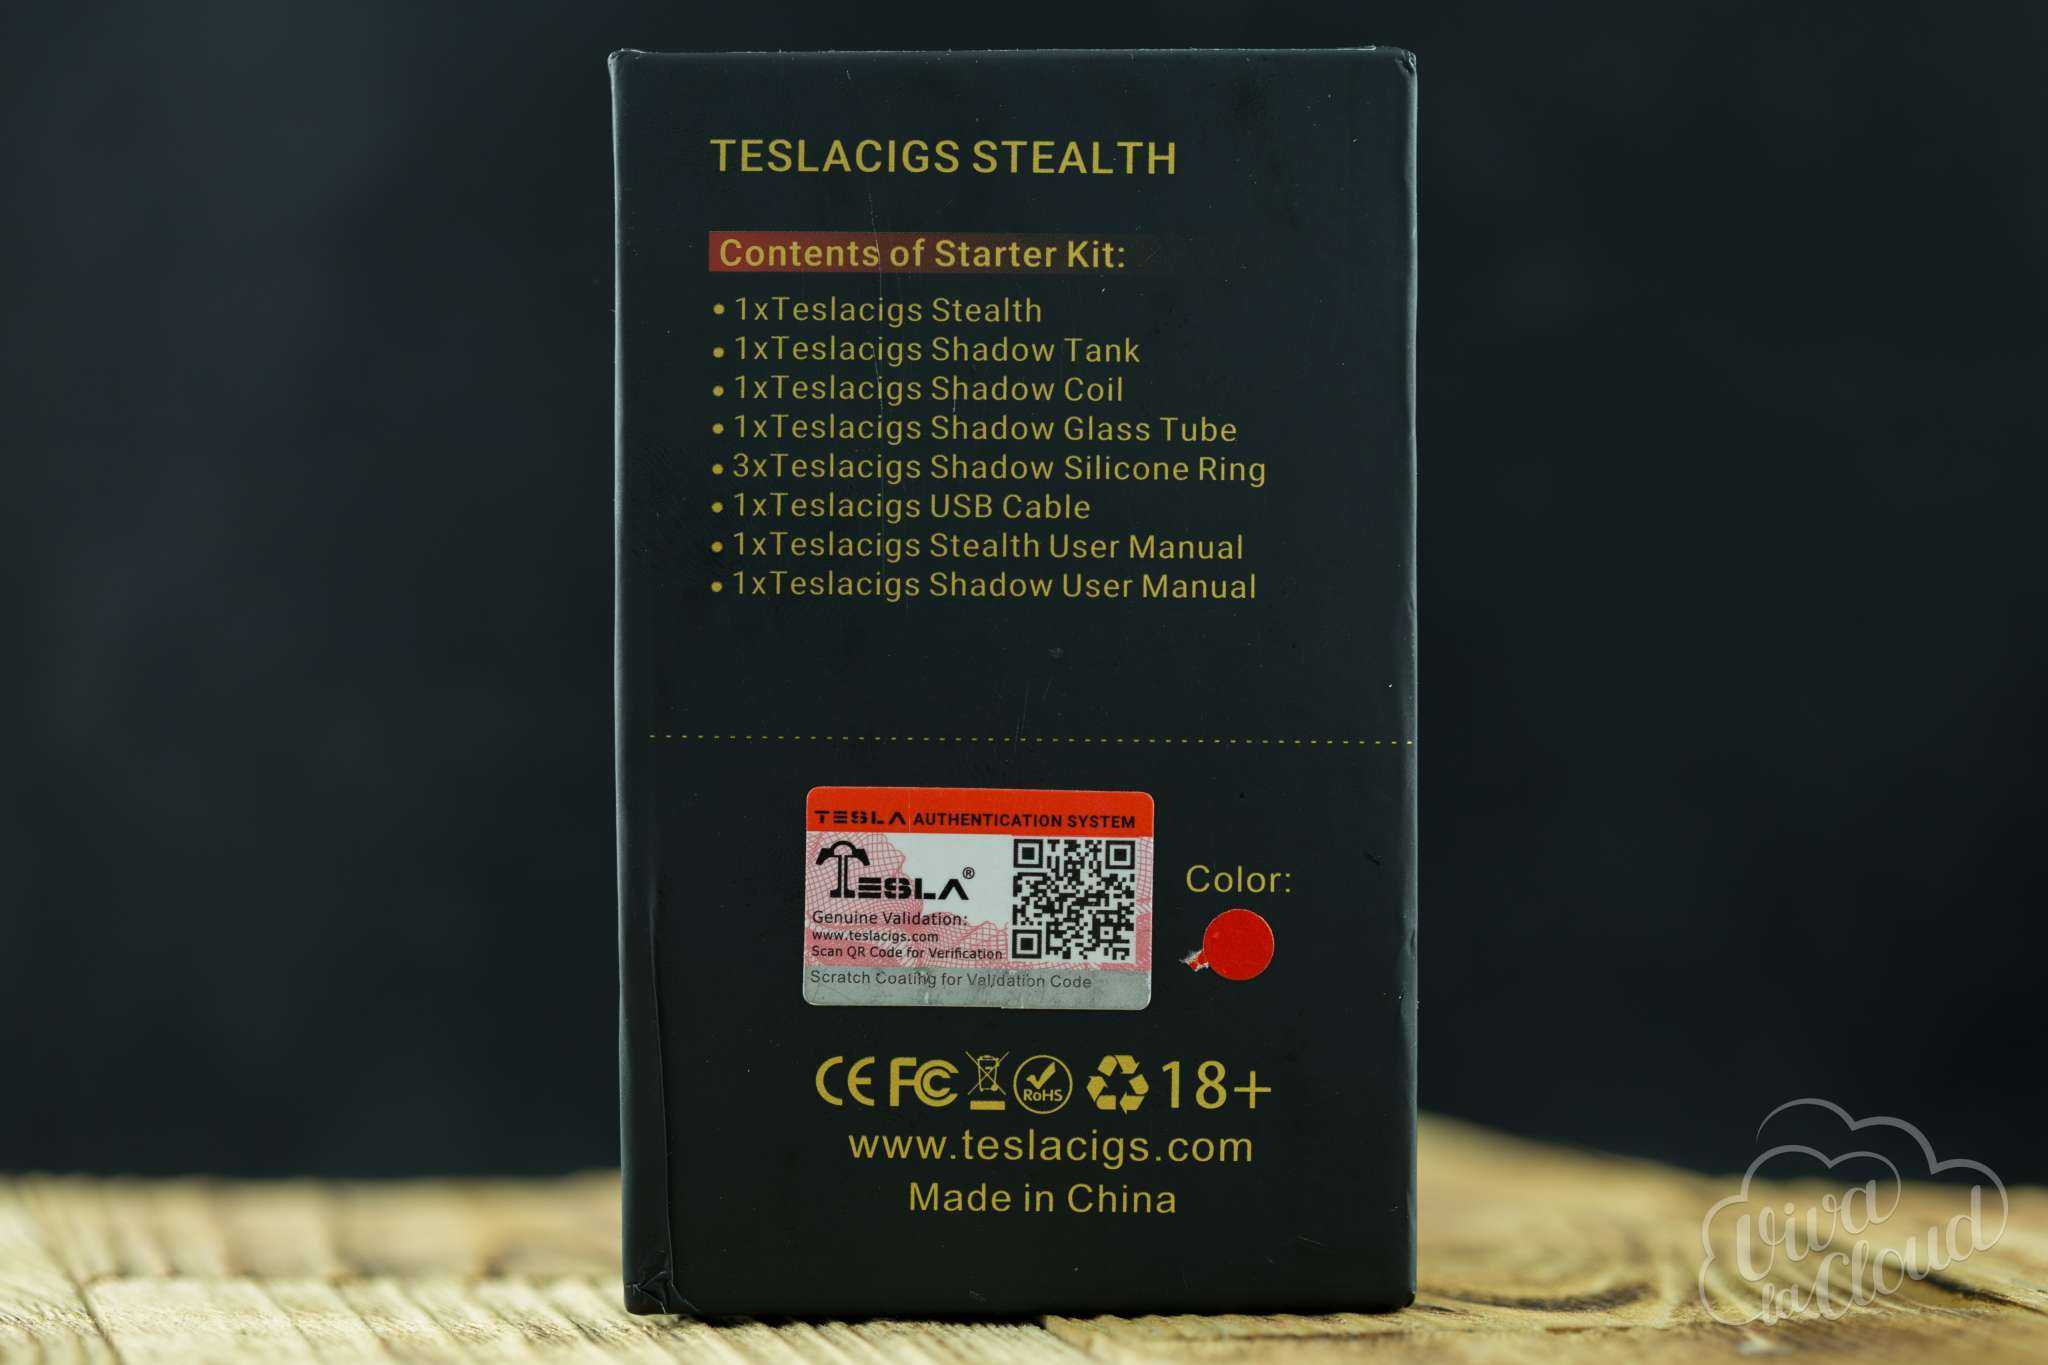 TESLACIGS STEALTH
Contents of Starter Kit:
• 1xTeslacigs Stealth
• 1xTeslacigs Shadow Tank
• 1xTeslacigs Shadow Coil
• 1xTeslacigs Shadow Glass Tube
• 3xTeslacigs Shadow Silicone Ring
• 1xTeslacigs USB Cable
• 1xTeslacigs Stealth User Manual
• 1xTeslacigs Shadow User Manual
TESLA AUTHENTICATION SYSTEM
TESLA®
Genuine Validation:
www.teslacigs.com
Scan QR Code for Verification
Scratch Coating for Validation Code
Color:
CE FC RoHS 18+
www.teslacigs.com
Made in China
Viva
la Cloud